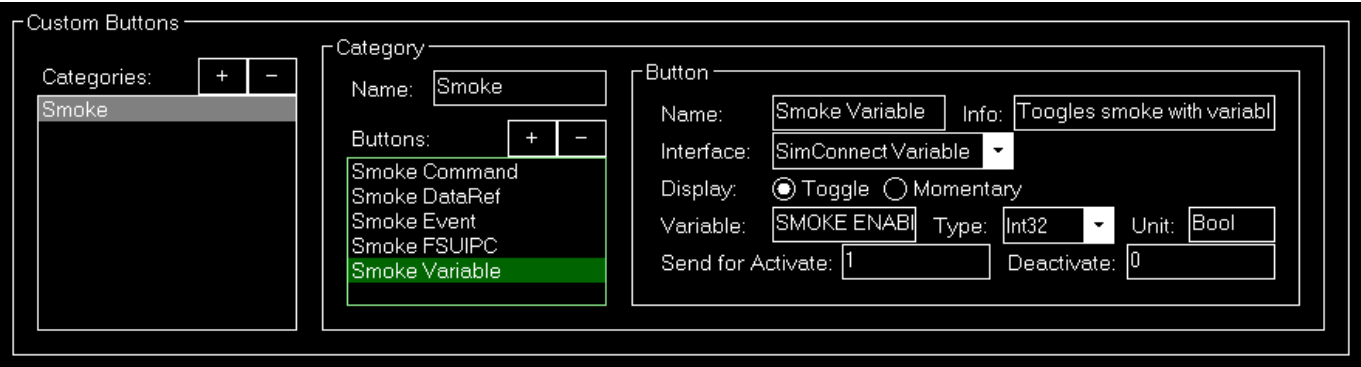 Custom Buttons
Categories: + −
Smoke
Category
Name: Smoke
Buttons: + −
Smoke Command
Smoke DataRef
Smoke Event
Smoke FSUIPC
Smoke Variable
Button
Name: Smoke Variable Info: Toogles smoke with variabl
Interface: SimConnect Variable
Display: Toggle Momentary
Variable: SMOKE ENABl Type: Int32 Unit: Bool
Send for Activate: 1 Deactivate: 0